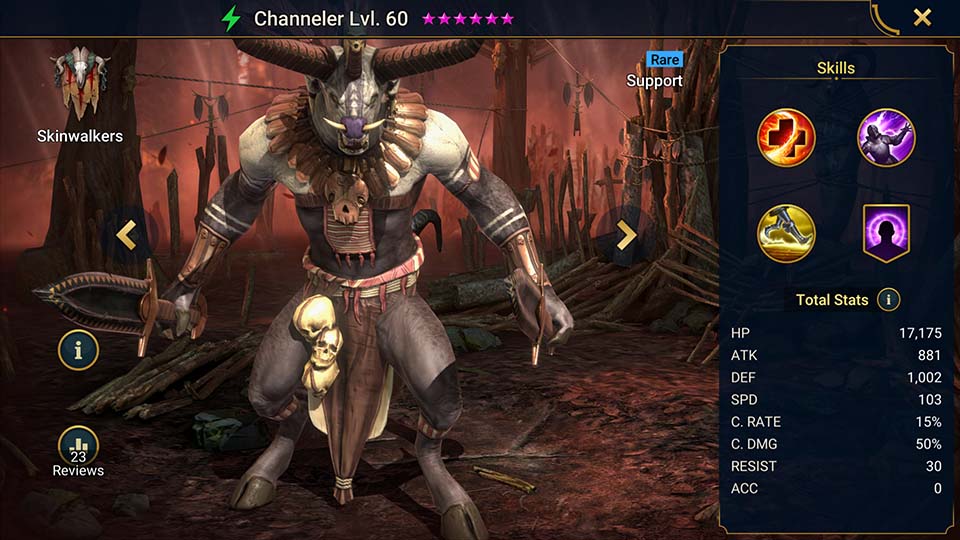 Channeler Lvl. 60
Rare
Support
Skinwalkers
23
Reviews
Skills
Total Stats
HP 17,175
ATK 881
DEF 1,002
SPD 103
C. RATE 15%
C. DMG 50%
RESIST 30
ACC 0